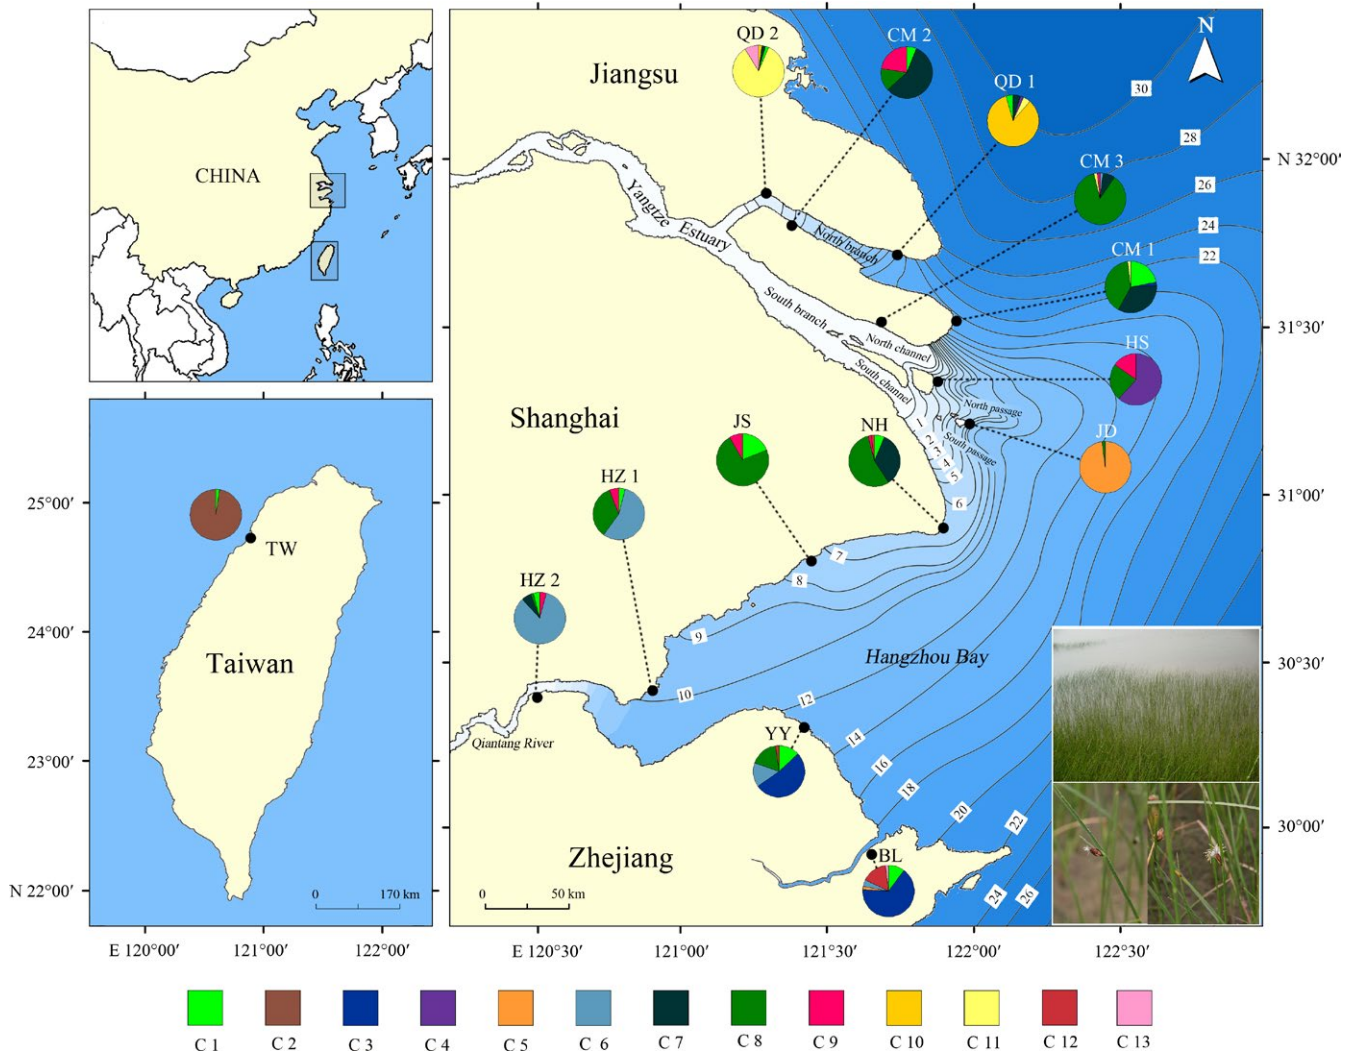 CHINA
N 22°00′
23°00′
24°00′
25°00′
TW
Taiwan
0 170 km
E 120°00′
121°00′
122°00′
QD 2
CM 2
N
QD 1
Jiangsu
30
28
N 32°00′
CM 3
26
24
22
Yangtze
Estuary
North branch
CM 1
31°30′
South branch
North channel
South channel
HS
North passage
South passage
Shanghai
JS
NH
JD
1
2
3
4
5
6
31°00′
HZ 1
7
8
HZ 2
9
10
Hangzhou Bay
30°30′
12
14
16
18
20
22
24
26
Qiantang River
YY
30°00′
Zhejiang
BL
0 50 km
E 120°30′
121°00′
121°30′
122°00′
122°30′
C 1
C 2
C 3
C 4
C 5
C 6
C 7
C 8
C 9
C 10
C 11
C 12
C 13